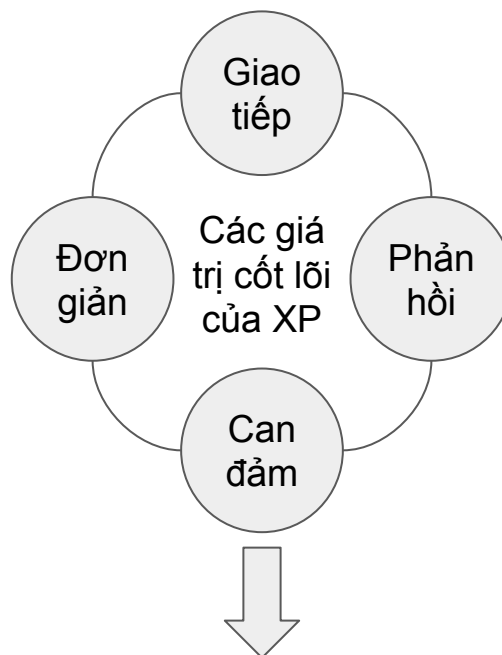 Giao
tiếp
Đơn
giản
Các giá
trị cốt lõi
của XP
Phản
hồi
Can
đảm